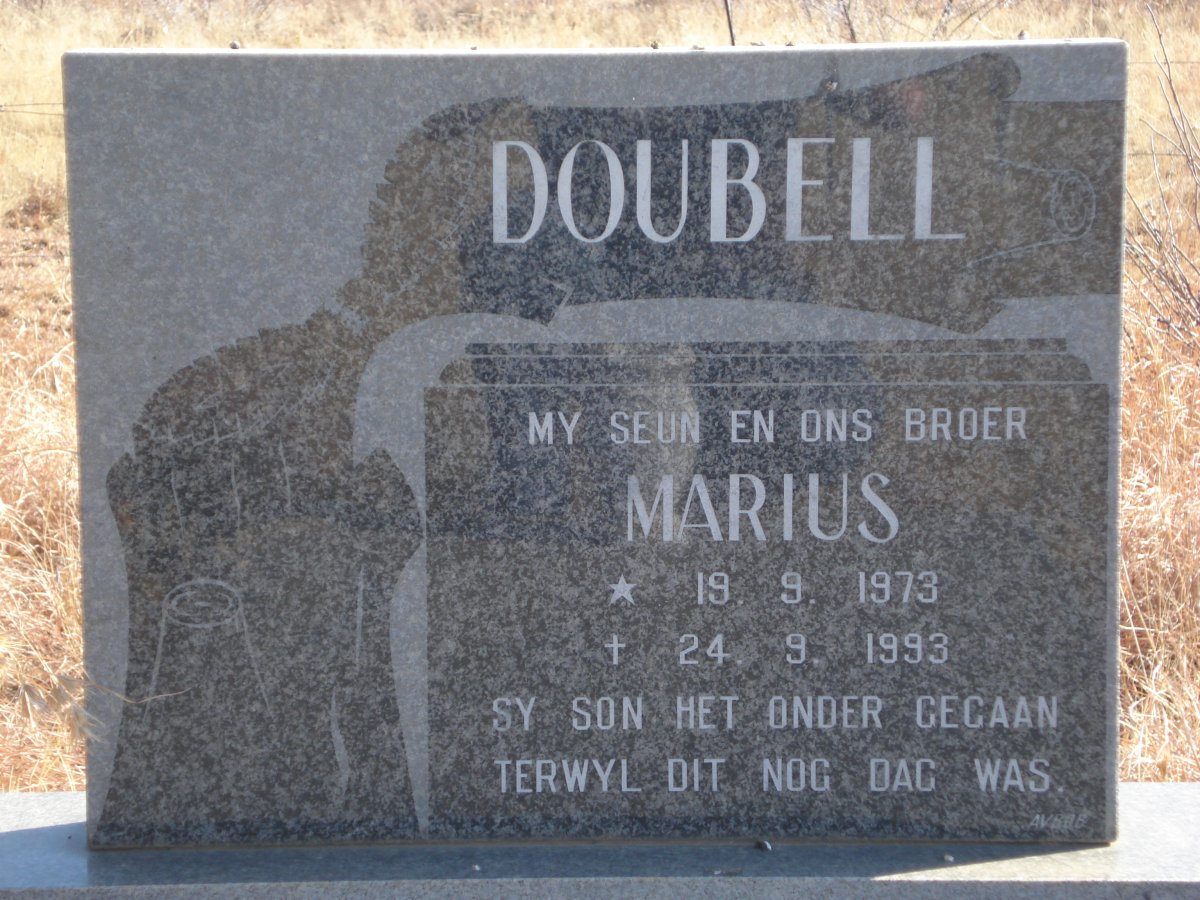 DOUBELL
MY SEUN EN ONS BROER
MARIUS
★ 19. 9. 1973
† 24. 9. 1993
SY SON HET ONDER GEGAAN
TERWYL DIT NOG DAG WAS.